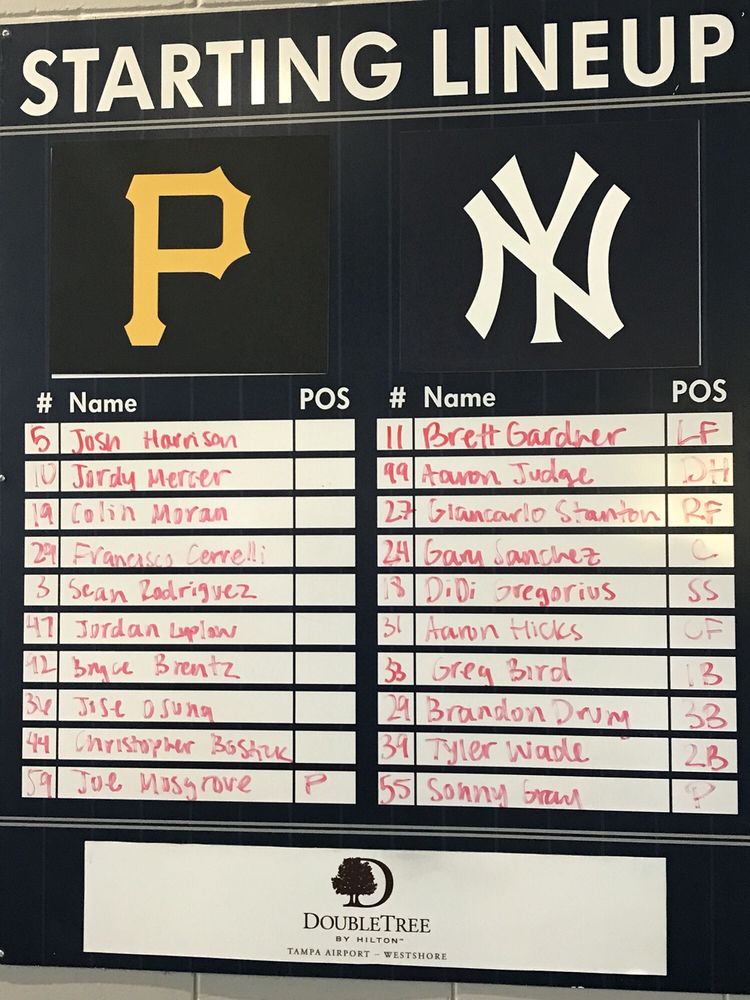 STARTING LINEUP
P
NY
# Name POS
5 Josh Harrison
10 Jordy Mercer
19 Colin Moran
29 Francisco Cerrelli
3 Sean Rodriguez
47 Jordan Luplow
42 Bryce Brentz
36 Jose Osuna
44 Christopher Bostick
59 Joe Musgrove P
# Name POS
11 Brett Gardner LF
99 Aaron Judge DH
27 Giancarlo Stanton RF
24 Gary Sanchez C
18 DiDi Gregorius SS
31 Aaron Hicks CF
33 Greg Bird 1B
29 Brandon Drury 3B
39 Tyler Wade 2B
55 Sonny Gray P
D
DOUBLETREE
BY HILTON™
TAMPA AIRPORT – WESTSHORE